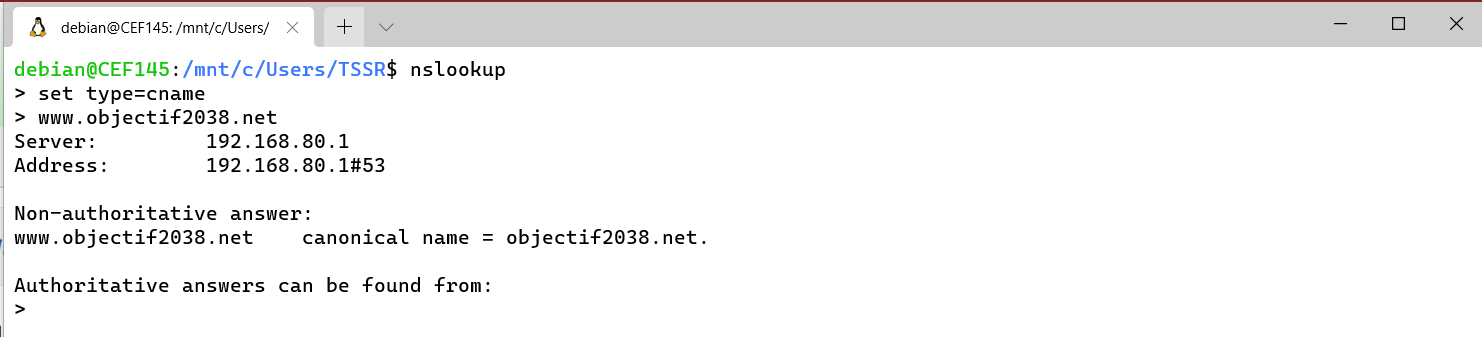 debian@CEF145: /mnt/c/Users/
debian@CEF145:/mnt/c/Users/TSSR$ nslookup
> set type=cname
> www.objectif2038.net
Server:         192.168.80.1
Address:        192.168.80.1#53
Non-authoritative answer:
www.objectif2038.net    canonical name = objectif2038.net.
Authoritative answers can be found from:
>